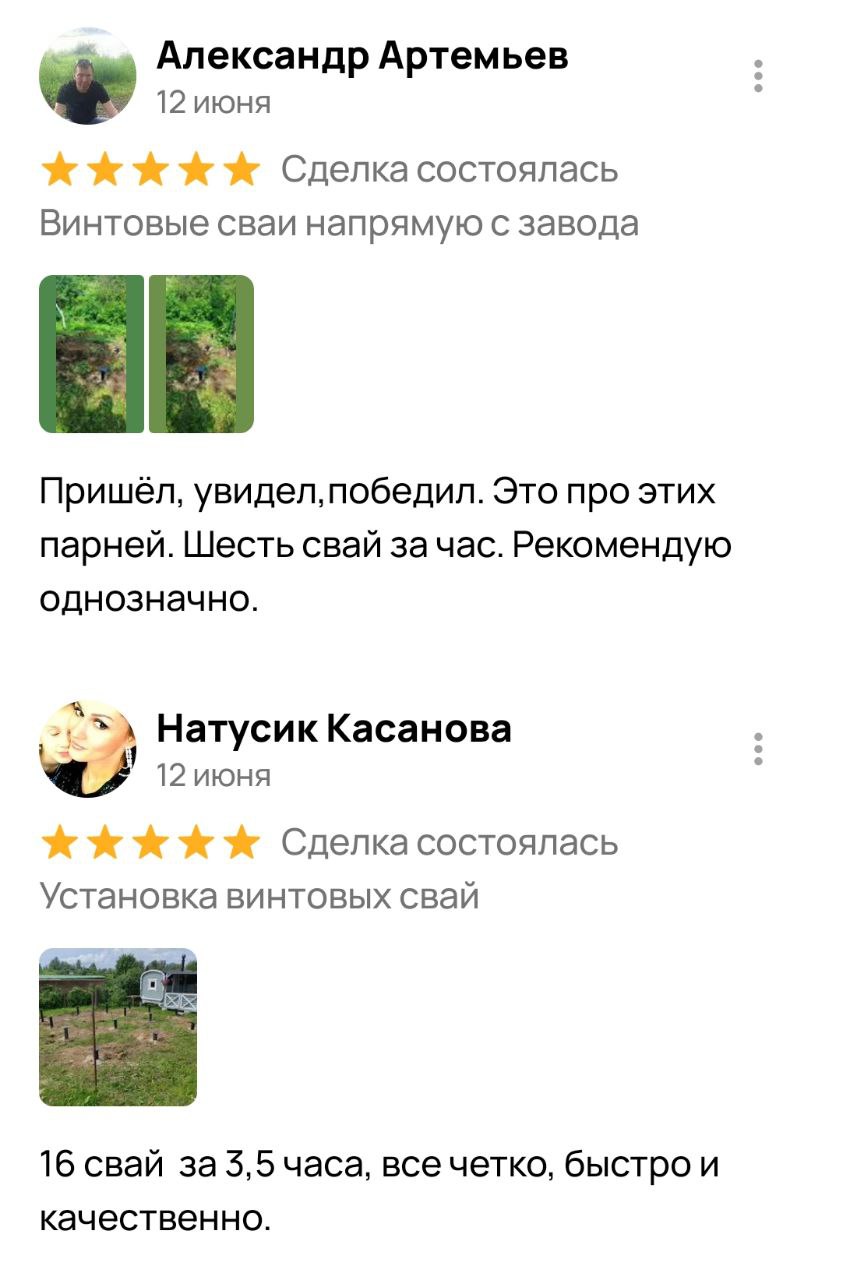 Александр Артемьев
12 июня
Сделка состоялась
Винтовые сваи напрямую с завода
Пришёл, увидел,победил. Это про этих
парней. Шесть свай за час. Рекомендую
однозначно.
Натусик Касанова
12 июня
Сделка состоялась
Установка винтовых свай
16 свай  за 3,5 часа, все четко, быстро и
качественно.